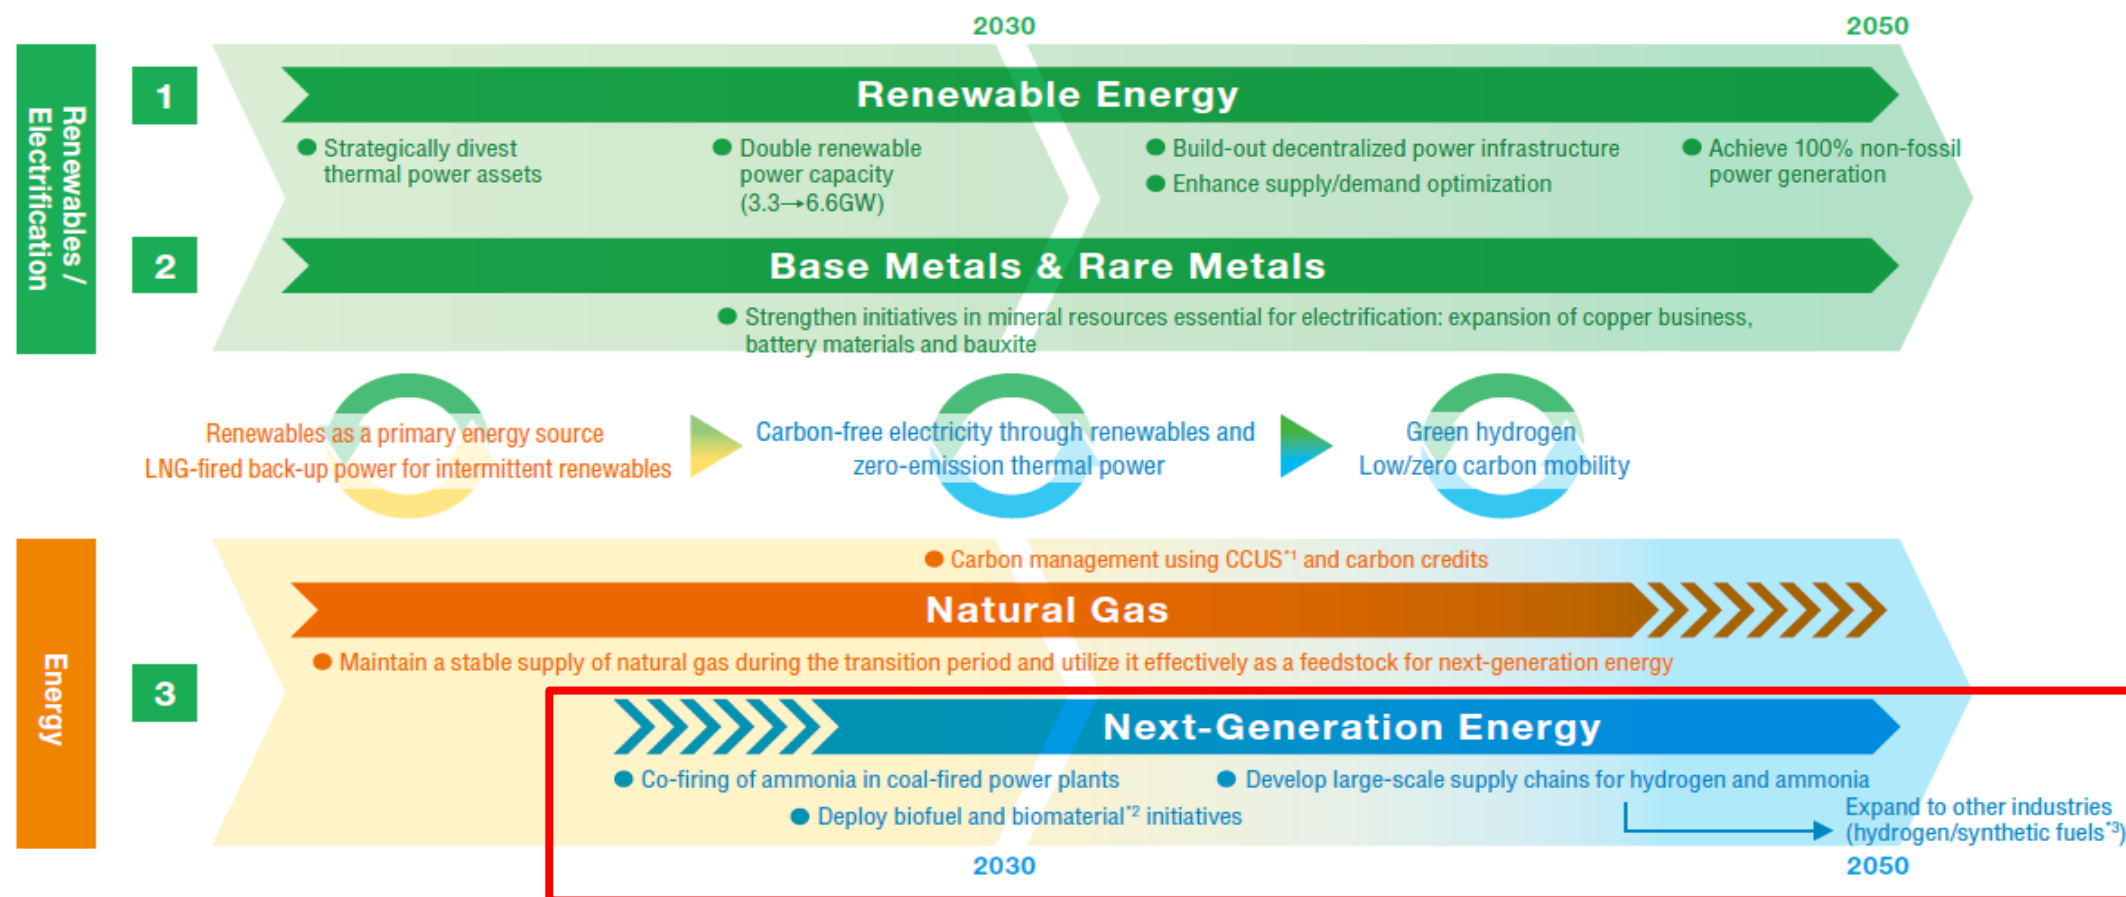 2030
2050
Renewables /
Electrification
1
Renewable Energy
● Strategically divest
thermal power assets
● Double renewable
power capacity
(3.3→6.6GW)
● Build-out decentralized power infrastructure
● Enhance supply/demand optimization
● Achieve 100% non-fossil
power generation
2
Base Metals & Rare Metals
● Strengthen initiatives in mineral resources essential for electrification: expansion of copper business,
battery materials and bauxite
Renewables as a primary energy source
LNG-fired back-up power for intermittent renewables
Carbon-free electricity through renewables and
zero-emission thermal power
Green hydrogen
Low/zero carbon mobility
Energy
3
● Carbon management using CCUS*1 and carbon credits
Natural Gas
● Maintain a stable supply of natural gas during the transition period and utilize it effectively as a feedstock for next-generation energy
Next-Generation Energy
● Co-firing of ammonia in coal-fired power plants
● Develop large-scale supply chains for hydrogen and ammonia
● Deploy biofuel and biomaterial*2 initiatives
Expand to other industries
(hydrogen/synthetic fuels*3)
2030
2050